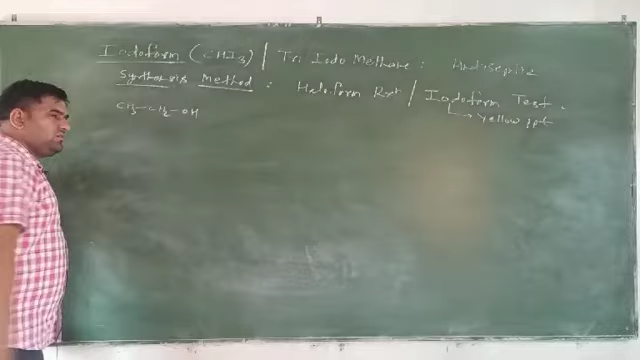 Iodoform (CHI3) / Tri Iodo Methane : Antiseptic
Synthesis Method : Haloform Rxn / Iodoform Test.
↳ Yellow ppt
CH3-CH2-OH